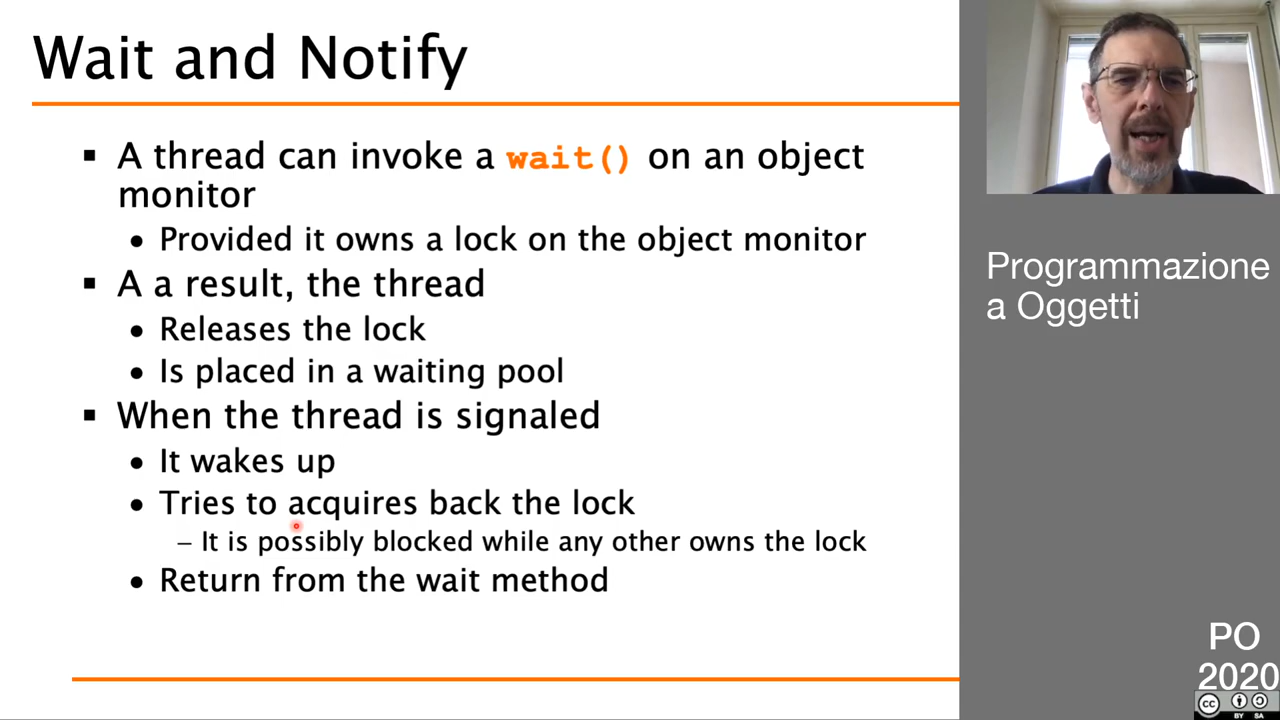 Wait and Notify
▪ A thread can invoke a wait() on an object
monitor
• Provided it owns a lock on the object monitor
▪ A a result, the thread
• Releases the lock
• Is placed in a waiting pool
▪ When the thread is signaled
• It wakes up
• Tries to acquires back the lock
– It is possibly blocked while any other owns the lock
• Return from the wait method
Programmazione
a Oggetti
PO
2020
cc
BY SA